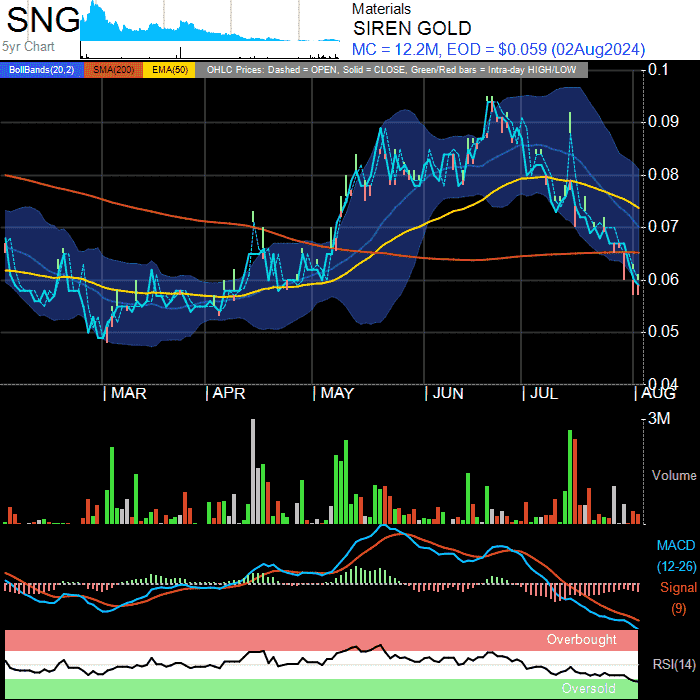 SNG
5yr Chart
Materials
SIREN GOLD
MC = 12.2M, EOD = $0.059 (02Aug2024)
BollBands(20,2) SMA(200) EMA(50) OHLC Prices: Dashed = OPEN, Solid = CLOSE, Green/Red bars = Intra-day HIGH/LOW
0.1
0.09
0.08
0.07
0.06
0.05
0.04
MAR APR MAY JUN JUL AUG
3M
Volume
MACD
(12-26)
Signal
(9)
Overbought
RSI(14)
Oversold